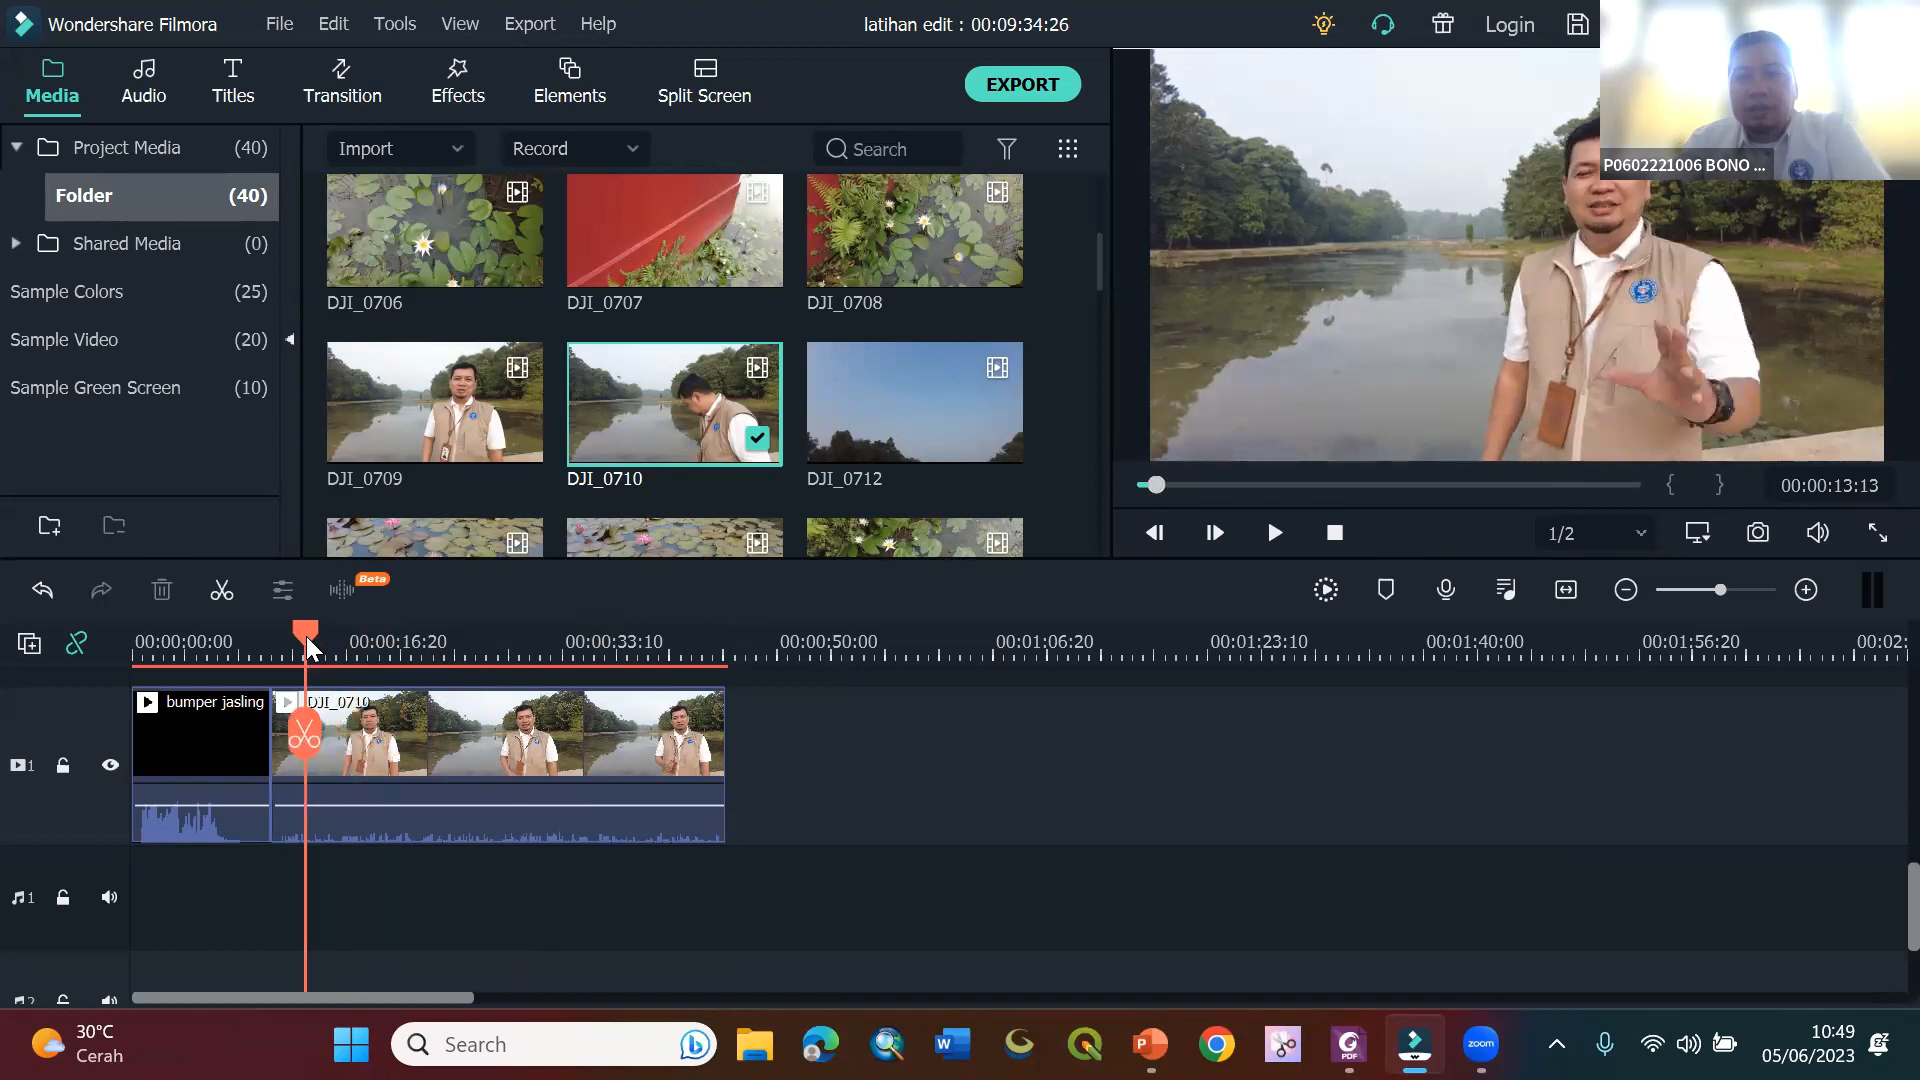 Wondershare Filmora
File
Edit
Tools
View
Export
Help
latihan edit : 00:09:34:26
Login
Media
Audio
Titles
Transition
Effects
Elements
Split Screen
EXPORT
P0602221006 BONO ...
Project Media (40)
Folder (40)
Shared Media (0)
Sample Colors (25)
Sample Video (20)
Sample Green Screen (10)
Import
Record
Search
DJI_0706
DJI_0707
DJI_0708
DJI_0709
DJI_0710
DJI_0712
00:00:13:13
1/2
Beta
00:00:00:00
00:00:16:20
00:00:33:10
00:00:50:00
00:01:06:20
00:01:23:10
00:01:40:00
00:01:56:20
00:02:
bumper jasling
DJI_0710
1
1
2
30°C
Cerah
Search
W
P
PDF
zoom
10:49
05/06/2023